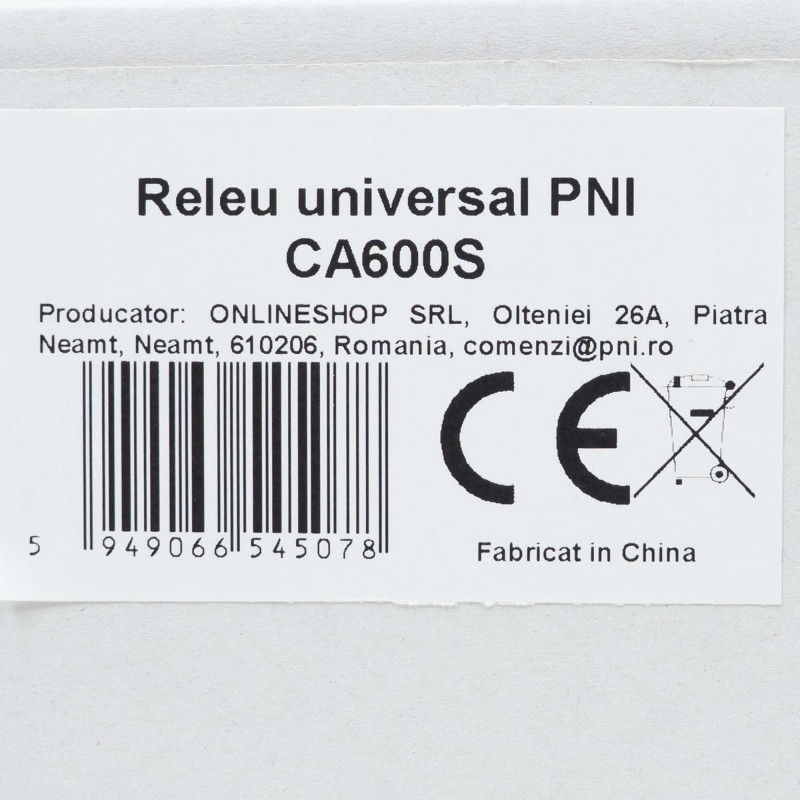 Releu universal PNI
CA600S
Producator: ONLINESHOP SRL, Olteniei 26A, Piatra
Neamt, Neamt, 610206, Romania, comenzi@pni.ro
CE
5 949066 545078
Fabricat in China